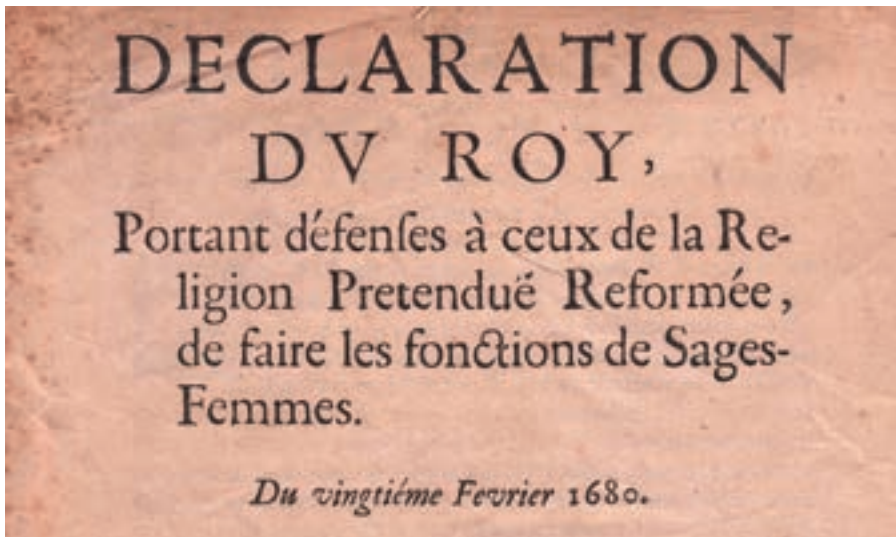 DECLARATION
DV ROY,
Portant défenſes à ceux de la Re-
ligion Pretenduë Reformée,
de faire les fonctions de Sages-
Femmes.
Du vingtiéme Fevrier 1680.